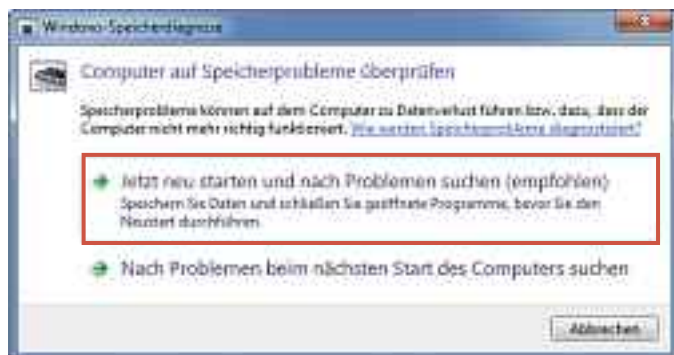 Windows-Speicherdiagnose
Computer auf Speicherprobleme überprüfen
Speicherprobleme können auf dem Computer zu Datenverlust führen bzw. dazu, dass der
Computer nicht mehr richtig funktioniert. Wie werden Speicherprobleme diagnostiziert?
Jetzt neu starten und nach Problemen suchen (empfohlen)
Speichern Sie Daten und schließen Sie geöffnete Programme, bevor Sie den
Neustart durchführen.
Nach Problemen beim nächsten Start des Computers suchen
Abbrechen